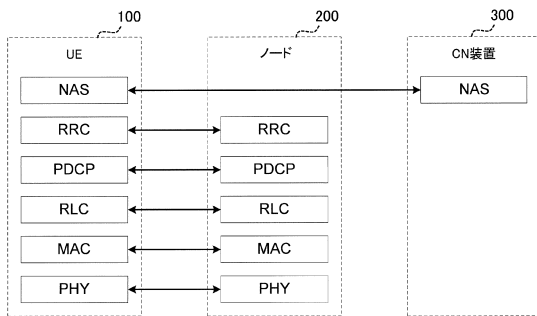 100
200
300
UE
ノード
CN装置
NAS
NAS
RRC
RRC
PDCP
PDCP
RLC
RLC
MAC
MAC
PHY
PHY